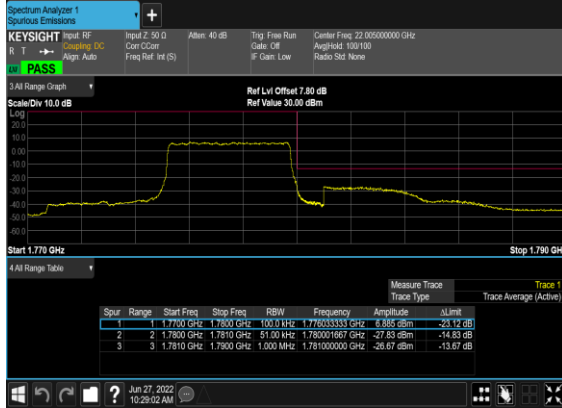 Spectrum Analyzer 1
Spurious Emissions
+
KEYSIGHT Input: RF Input Z: 50 Ω Atten: 40 dB Trig: Free Run Center Freq: 22.005000000 GHz
R T Coupling: DC Corr CCorr Gate: Off Avg|Hold: 100/100
Align: Auto Freq Ref: Int (S) IF Gain: Low Radio Std: None
PASS
3 All Range Graph
Ref Lvl Offset 7.80 dB
Scale/Div 10.0 dB Ref Value 30.00 dBm
Log
20.0
10.0
0.00
-10.0
-20.0
-30.0
-40.0
-50.0
-60.0
Start 1.770 GHz Stop 1.790 GH
4 All Range Table
Measure Trace Trace 1
Trace Type Trace Average (Active)
Spur Range Start Freq Stop Freq RBW Frequency Amplitude ΔLimit
1 1 1.7700 GHz 1.7800 GHz 100.0 kHz 1.776033333 GHz 6.885 dBm -23.12 dB
2 2 1.7800 GHz 1.7810 GHz 51.00 kHz 1.780001667 GHz -27.83 dBm -14.83 dB
3 3 1.7810 GHz 1.7900 GHz 1.000 MHz 1.781000000 GHz -26.67 dBm -13.67 dB
? Jun 27, 2022
10:29:02 AM